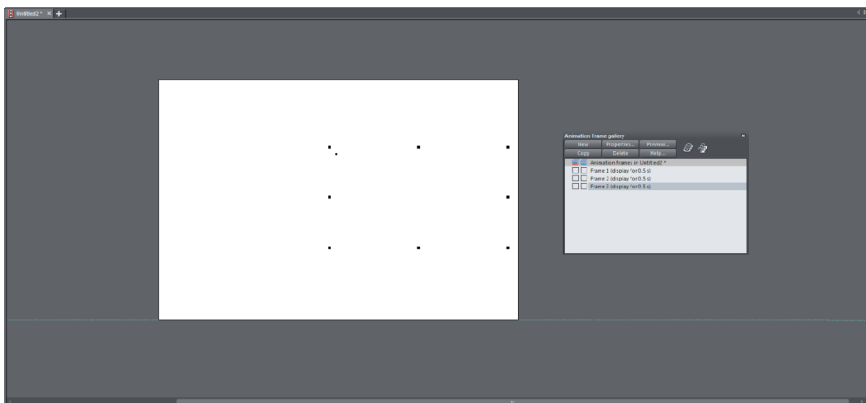 Untitled2 *
Animation frame gallery
New Properties... Preview...
Copy Delete Help...
Animation frames in Untitled2 *
Frame 1 (display for 0.5 s)
Frame 2 (display for 0.5 s)
Frame 3 (display for 0.5 s)